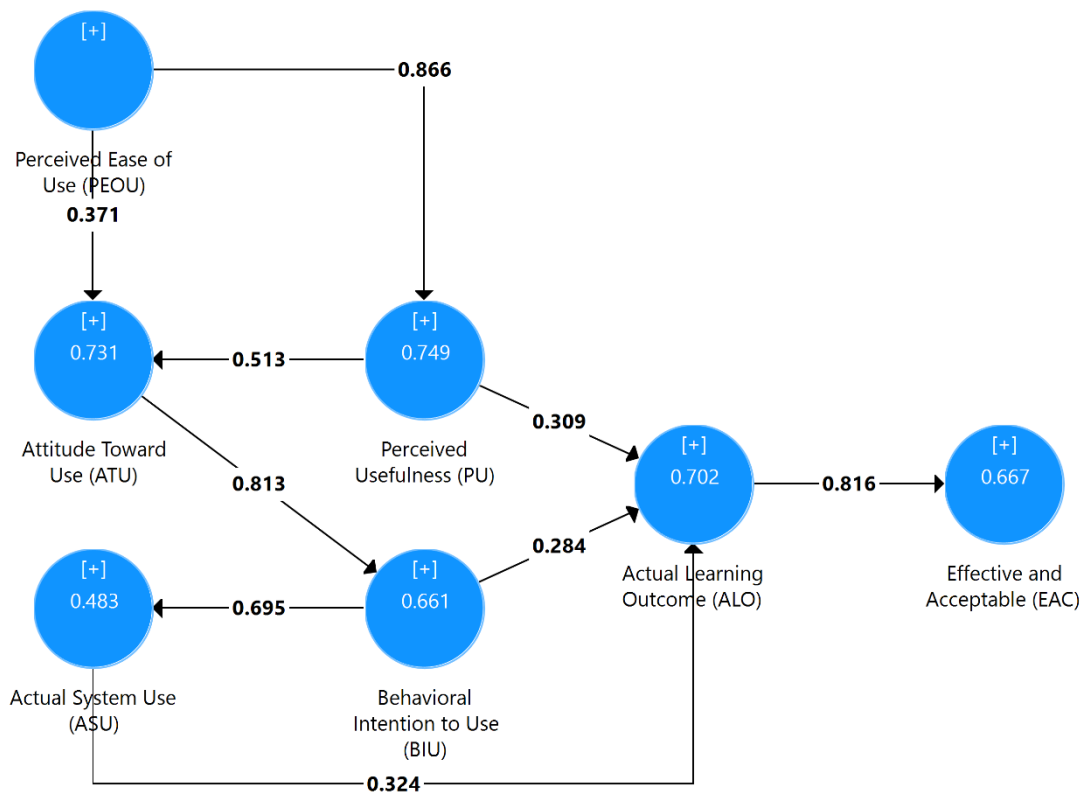 [+]
0.866
Perceived Ease of
Use (PEOU)
0.371
[+]
0.731
0.513
[+]
0.749
Attitude Toward
Use (ATU)
Perceived
Usefulness (PU)
0.309
0.813
[+]
0.702
0.816
[+]
0.667
0.284
Actual Learning
Outcome (ALO)
Effective and
Acceptable (EAC)
[+]
0.483
0.695
[+]
0.661
Actual System Use
(ASU)
Behavioral
Intention to Use
(BIU)
0.324